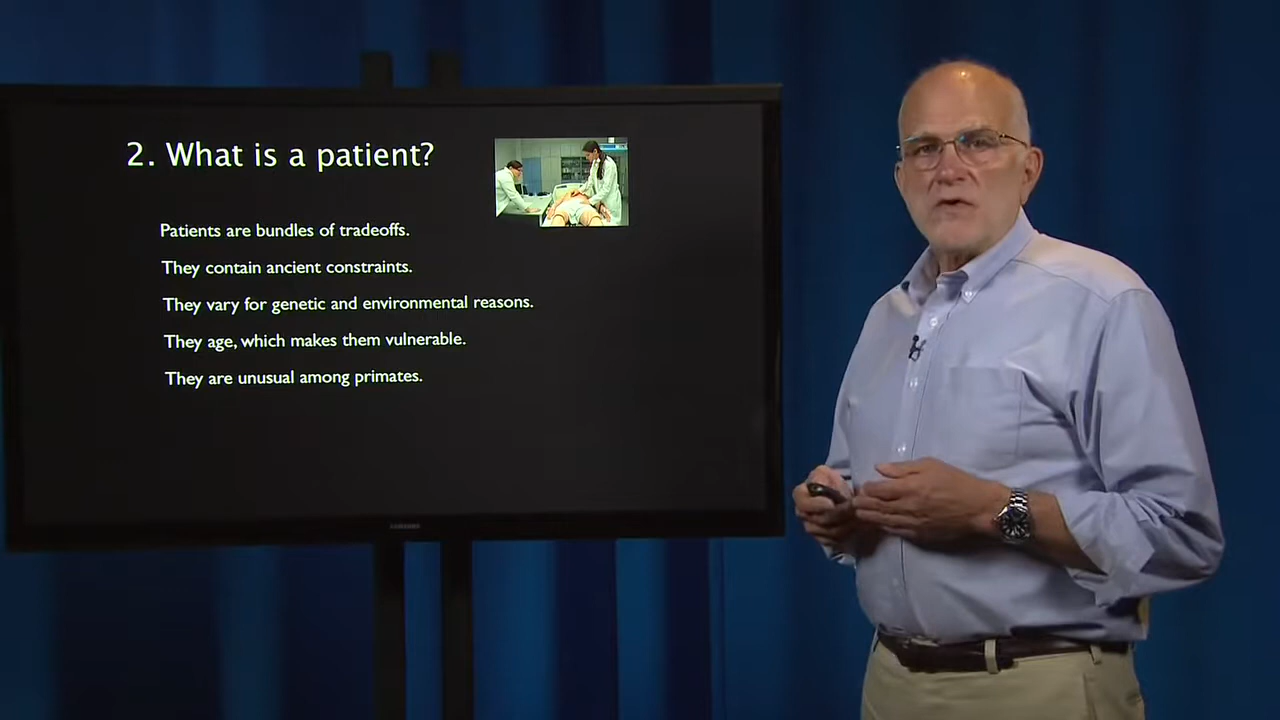 2. What is a patient?
Patients are bundles of tradeoffs.
They contain ancient constraints.
They vary for genetic and environmental reasons.
They age, which makes them vulnerable.
They are unusual among primates.
SAMSUNG